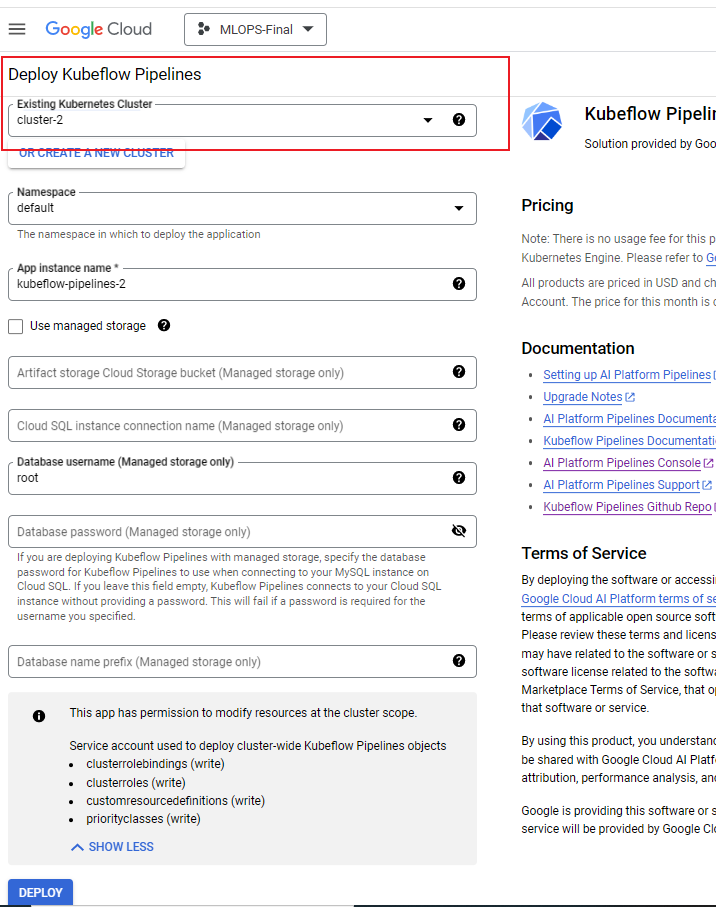 Google Cloud
MLOPS-Final
Deploy Kubeflow Pipelines
Existing Kubernetes Cluster
cluster-2
OR CREATE A NEW CLUSTER
Namespace
default
The namespace in which to deploy the application
App instance name *
kubeflow-pipelines-2
Use managed storage
Artifact storage Cloud Storage bucket (Managed storage only)
Cloud SQL instance connection name (Managed storage only)
Database username (Managed storage only)
root
Database password (Managed storage only)
If you are deploying Kubeflow Pipelines with managed storage, specify the database
password for Kubeflow Pipelines to use when connecting to your MySQL instance on
Cloud SQL. If you leave this field empty, Kubeflow Pipelines connects to your Cloud SQL
instance without providing a password. This will fail if a password is required for the
username you specified.
Database name prefix (Managed storage only)
This app has permission to modify resources at the cluster scope.
Service account used to deploy cluster-wide Kubeflow Pipelines objects
• clusterrolebindings (write)
• clusterroles (write)
• customresourcedefinitions (write)
• priorityclasses (write)
SHOW LESS
DEPLOY
Kubeflow Pipelin
Solution provided by Goo
Pricing
Note: There is no usage fee for this p
Kubernetes Engine. Please refer to Go
All products are priced in USD and ch
Account. The price for this month is c
Documentation
• Setting up AI Platform Pipelines
• Upgrade Notes
• AI Platform Pipelines Documenta
• Kubeflow Pipelines Documentati
• AI Platform Pipelines Console
• AI Platform Pipelines Support
• Kubeflow Pipelines Github Repo
Terms of Service
By deploying the software or accessi
Google Cloud AI Platform terms of se
terms of applicable open source soft
Please review these terms and licens
may have related to the software or s
software license related to the softwa
Marketplace Terms of Service, that op
that software or service.
By using this product, you understand
be shared with Google Cloud AI Platf
attribution, performance analysis, and
Google is providing this software or s
service will be provided by Google Clo